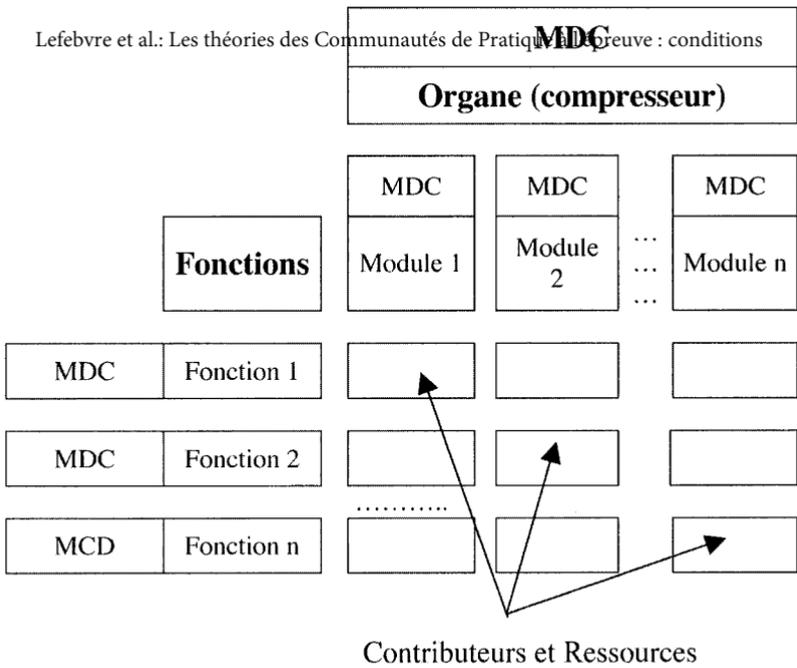 Lefebvre et al.: Les théories des Communautés de Pratique à l'épreuve : conditions
MDC
Organe (compresseur)
MDC MDC MDC
Fonctions Module 1 Module 2 ... Module n
...
...
MDC Fonction 1
MDC Fonction 2
...........
MCD Fonction n
Contributeurs et Ressources